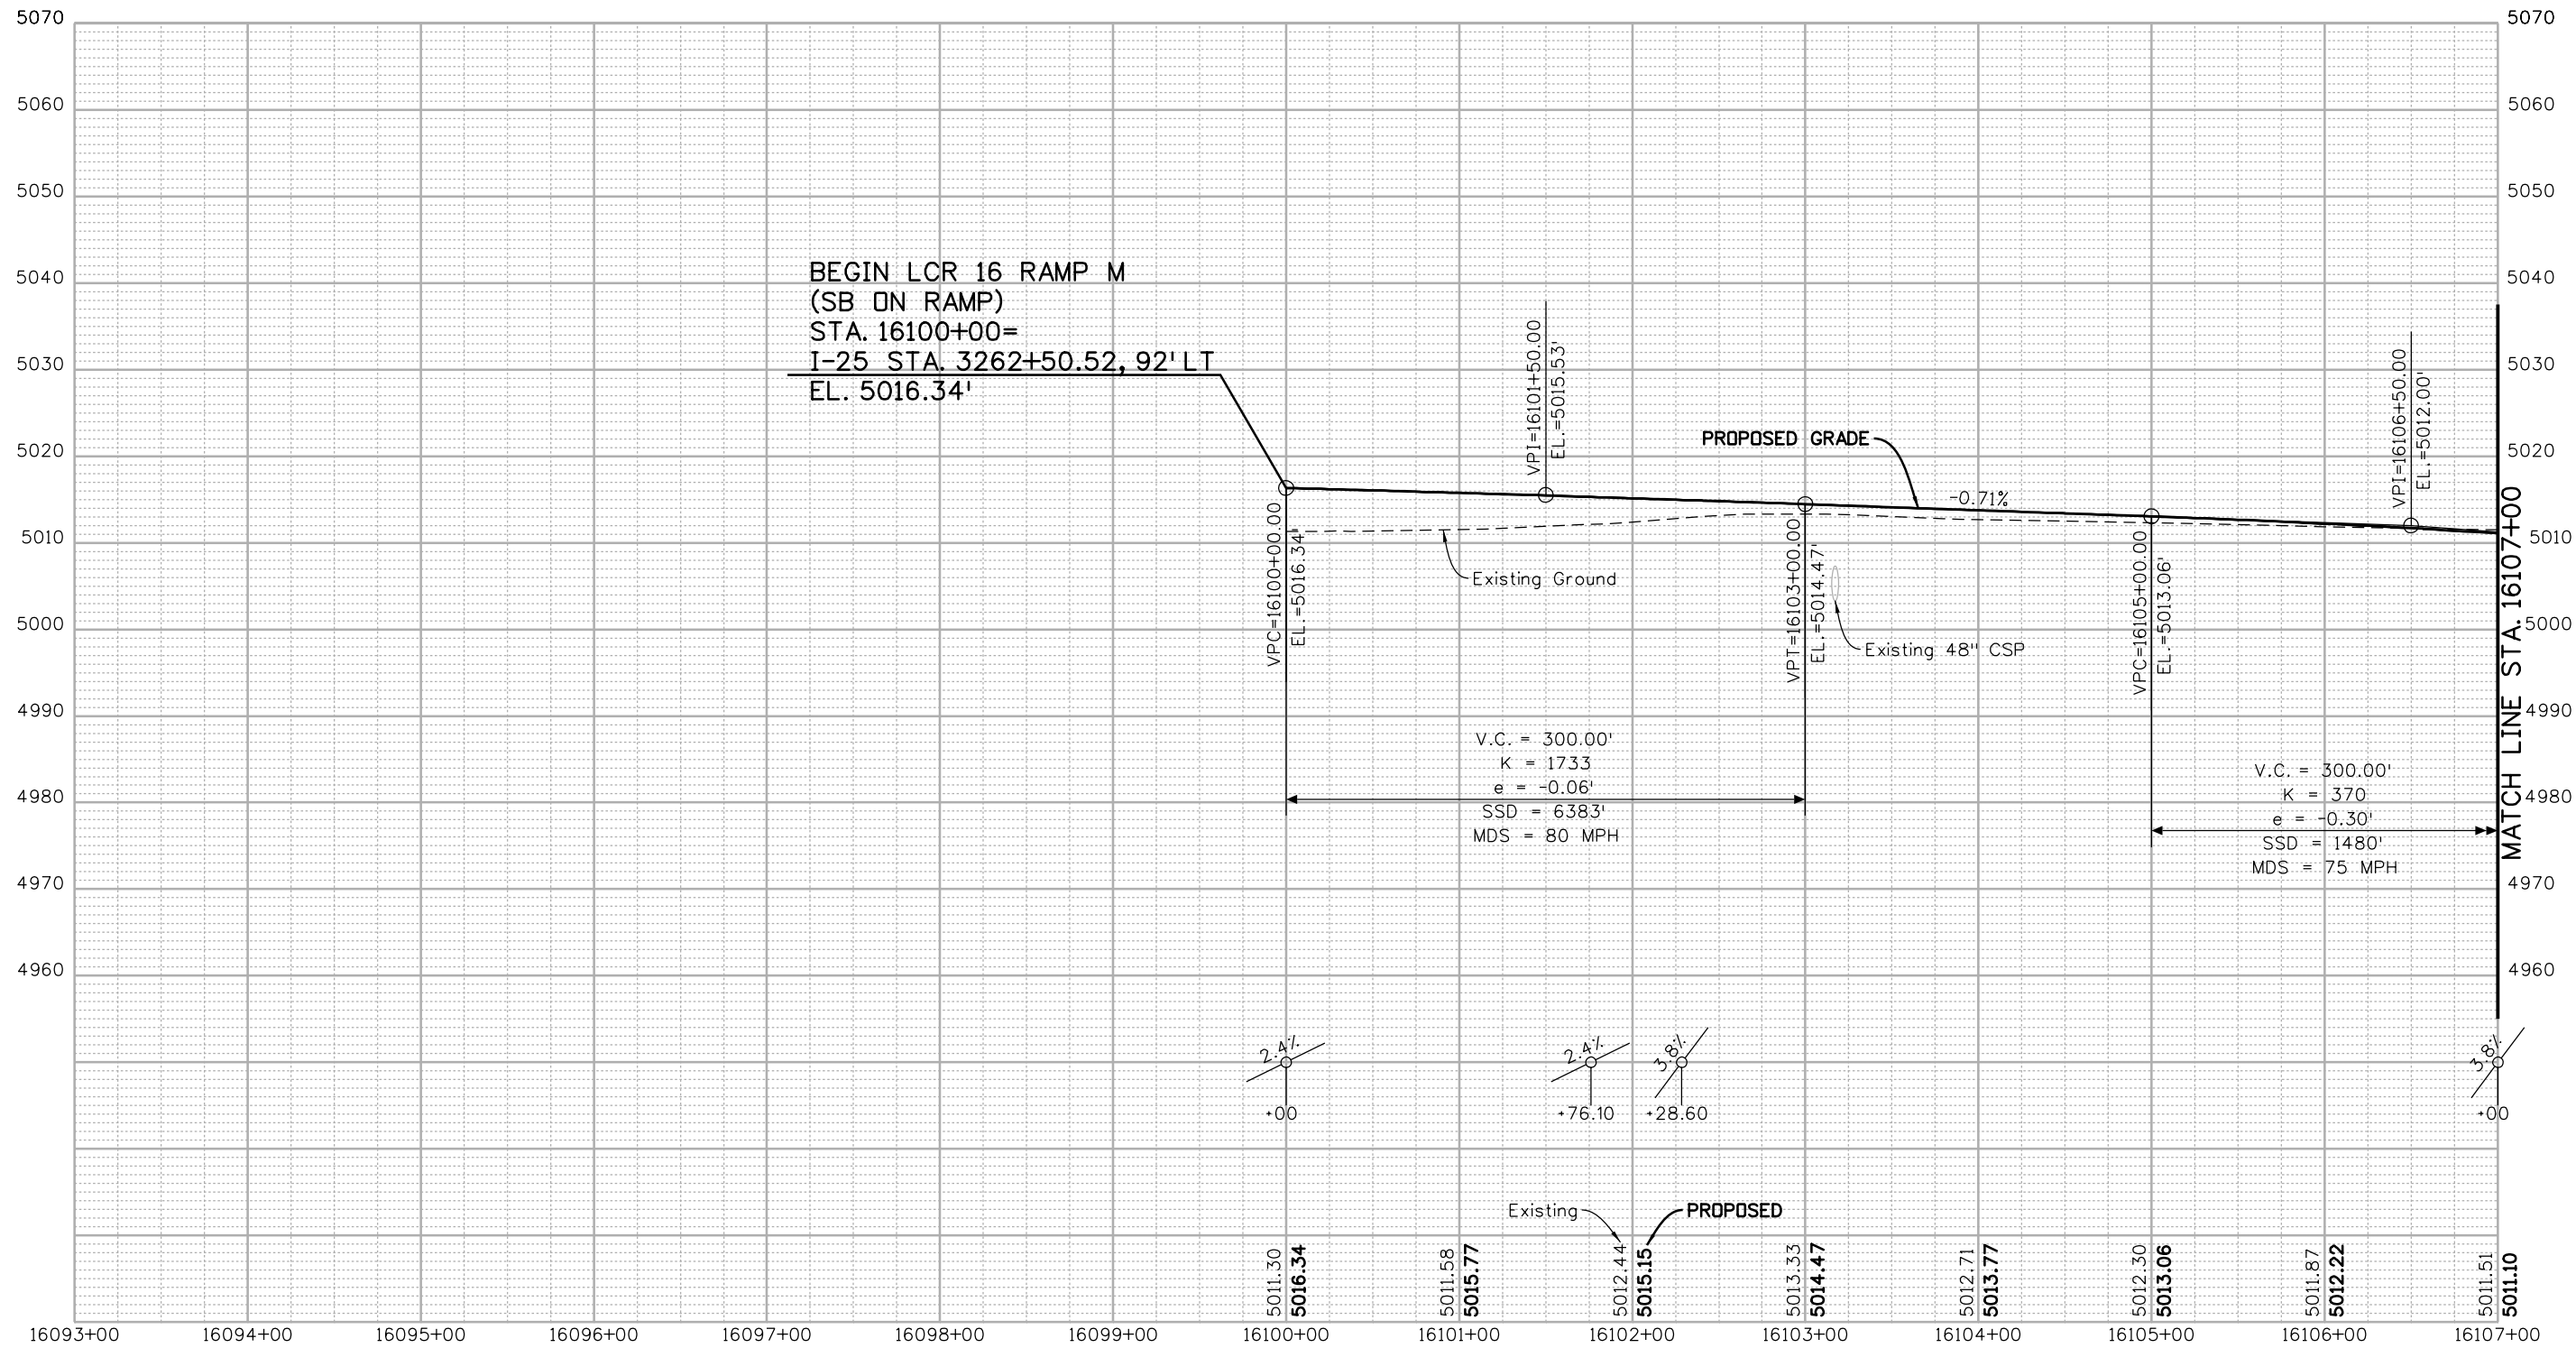 5070
5070
5060
5060
5050
5050
5040
5040
5030
5030
5020
5020
5010
5010
5000
5000
4990
4990
4980
4980
4970
4970
4960
4960
BEGIN LCR 16 RAMP M
(SB ON RAMP)
STA. 16100+00=
I-25 STA. 3262+50.52, 92' LT
EL. 5016.34'
VPC=16100+00.00
EL.=5016.34'
VPI=16101+50.00
EL.=5015.53'
VPT=16103+00.00
EL.=5014.47'
PROPOSED GRADE
-0.71%
VPC=16105+00.00
EL.=5013.06'
VPI=16106+50.00
EL.=5012.00'
MATCH LINE STA. 16107+00
Existing Ground
Existing 48" CSP
V.C. = 300.00'
K = 1733
e = -0.06'
SSD = 6383'
MDS = 80 MPH
V.C. = 300.00'
K = 370
e = -0.30'
SSD = 1480'
MDS = 75 MPH
2.4%
+00
2.4%
+76.10
3.8%
+28.60
3.8%
+00
Existing
PROPOSED
5011.30
5016.34
5011.58
5015.77
5012.44
5015.15
5013.33
5014.47
5012.71
5013.77
5012.30
5013.06
5011.87
5012.22
5011.51
5011.10
16093+00
16094+00
16095+00
16096+00
16097+00
16098+00
16099+00
16100+00
16101+00
16102+00
16103+00
16104+00
16105+00
16106+00
16107+00